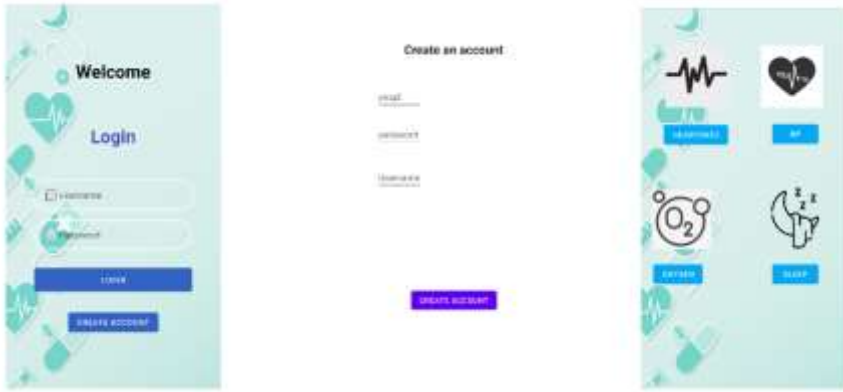 Welcome
Login
Username
Password
LOGIN
CREATE ACCOUNT
Create an account
email
password
Username
CREATE ACCOUNT
HEARTRATE
BP
O2
OXYGEN
z z z
SLEEP